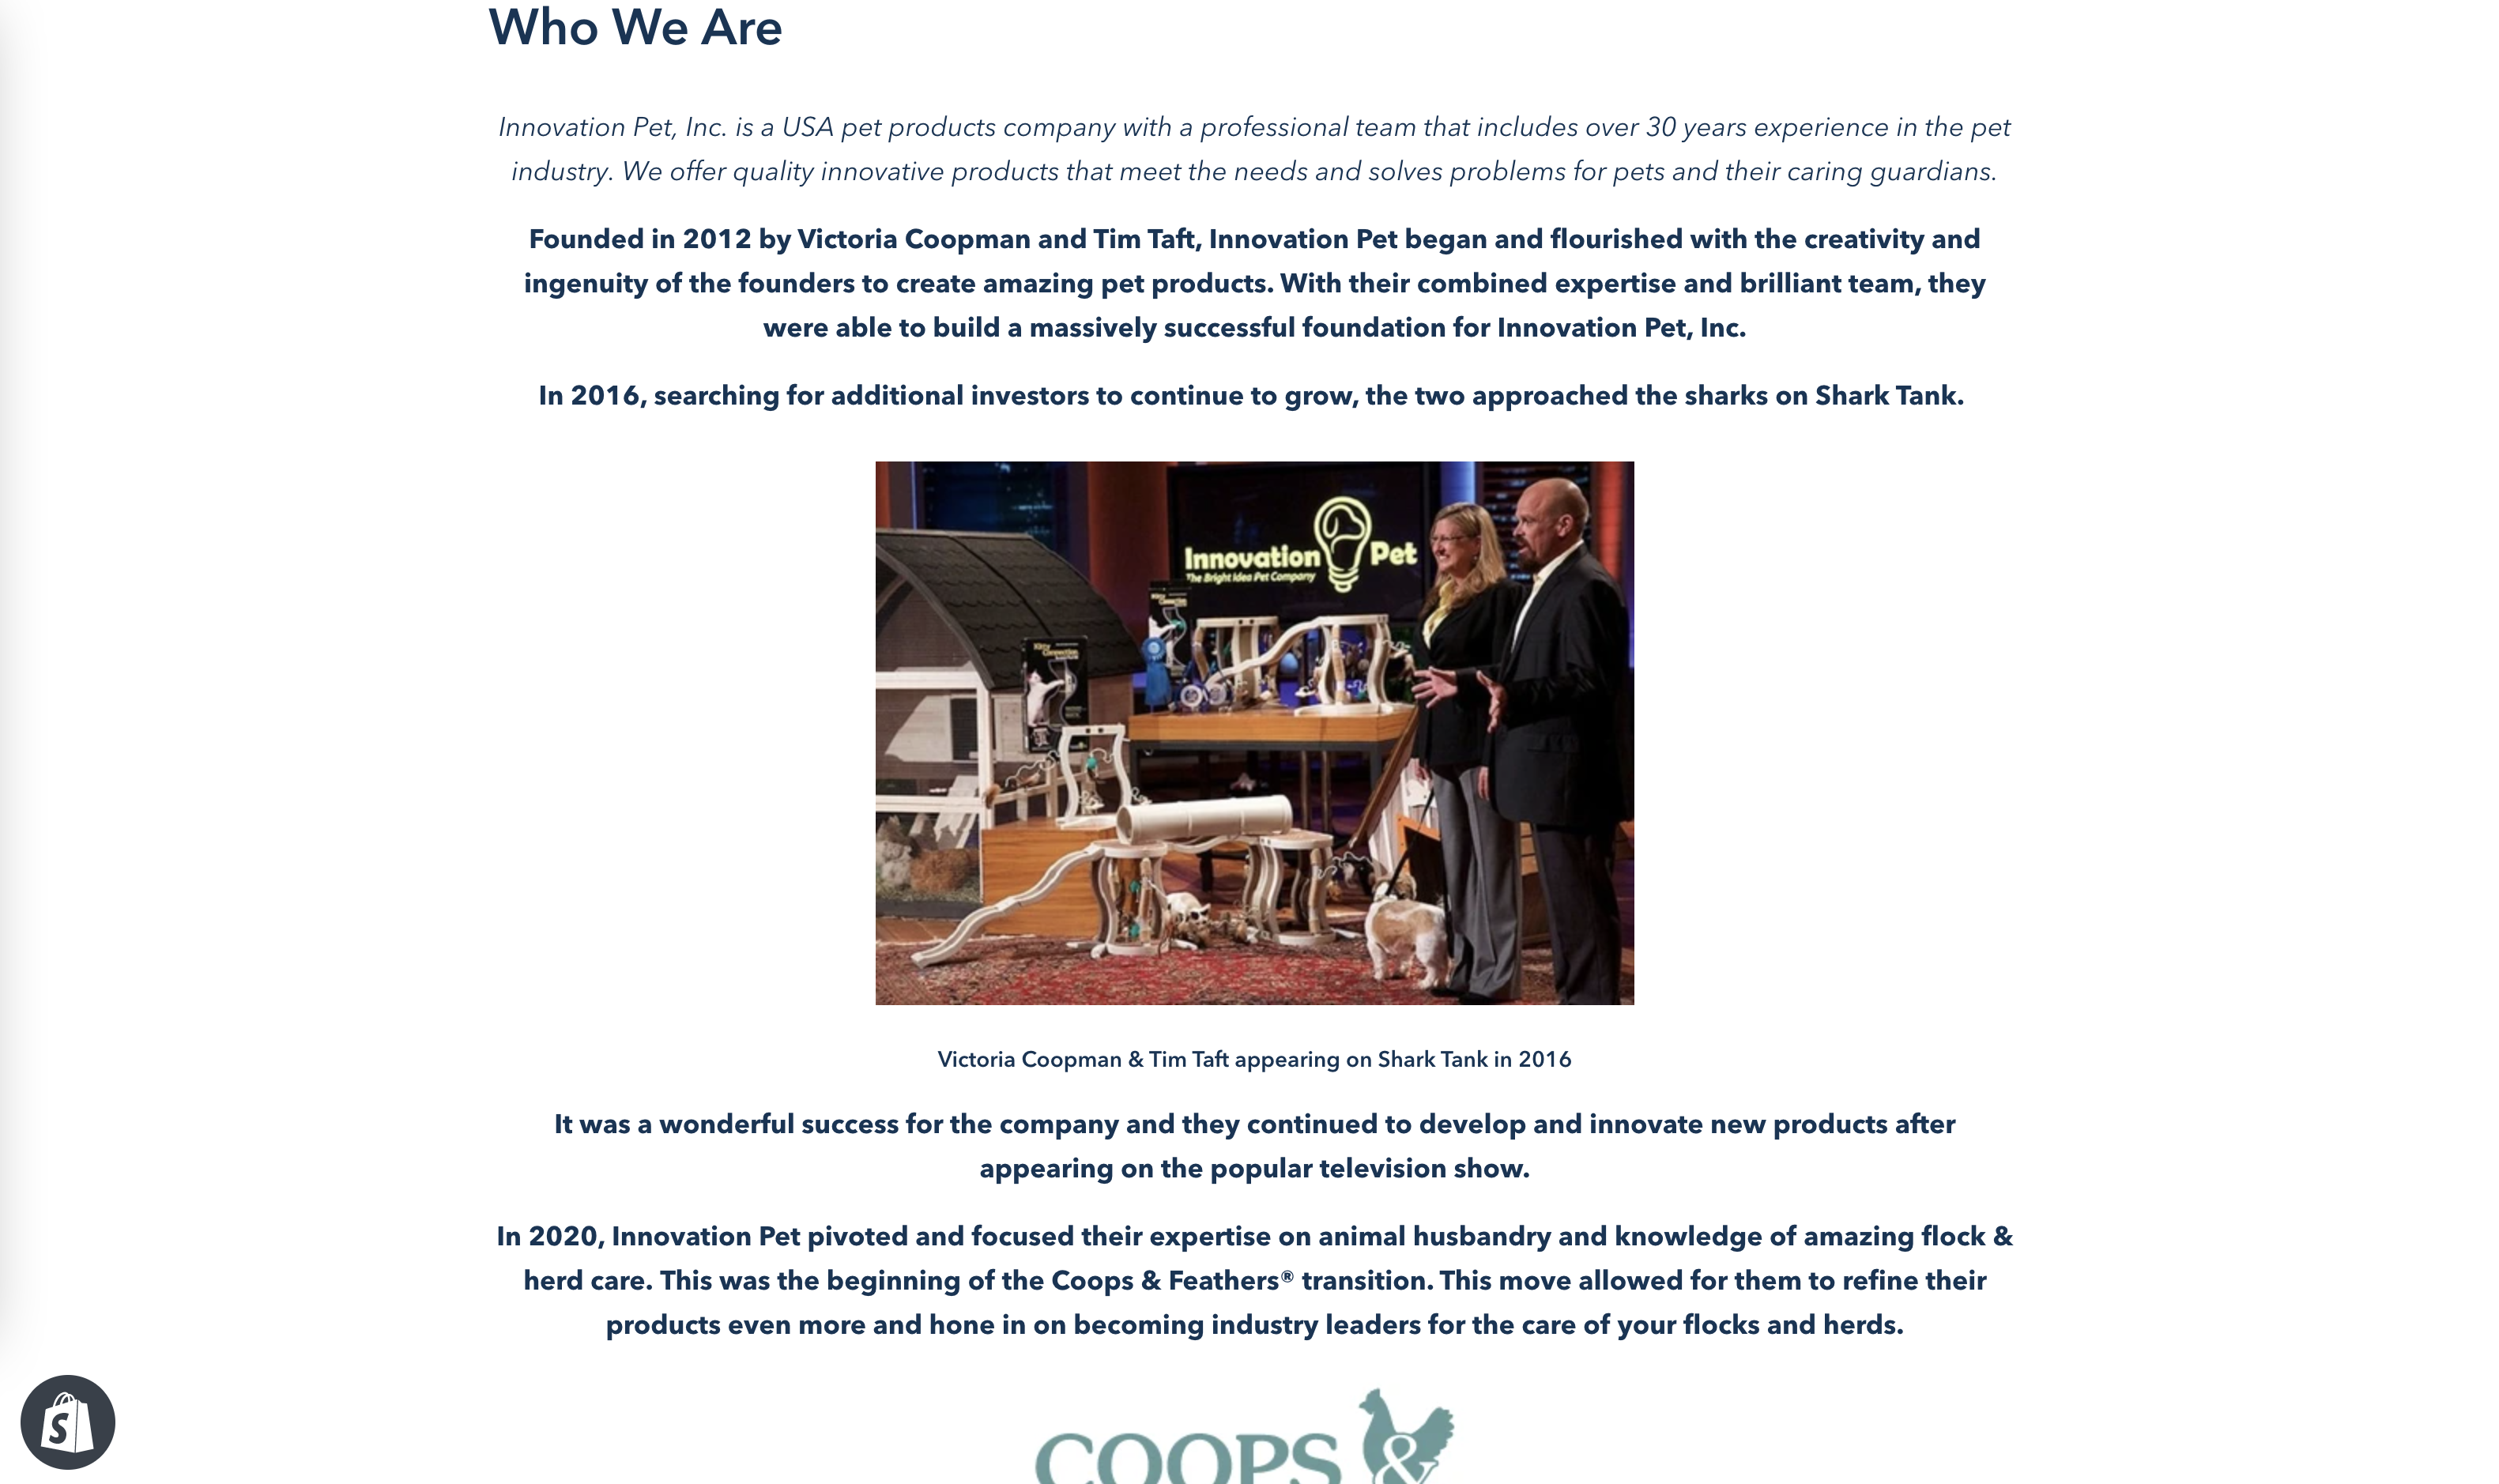 Who We Are
Innovation Pet, Inc. is a USA pet products company with a professional team that includes over 30 years experience in the pet
industry. We offer quality innovative products that meet the needs and solves problems for pets and their caring guardians.
Founded in 2012 by Victoria Coopman and Tim Taft, Innovation Pet began and flourished with the creativity and
ingenuity of the founders to create amazing pet products. With their combined expertise and brilliant team, they
were able to build a massively successful foundation for Innovation Pet, Inc.
In 2016, searching for additional investors to continue to grow, the two approached the sharks on Shark Tank.
Innovation Pet
The Bright Idea Pet Company
Kitty
Connection
Kitty
Connection
Victoria Coopman & Tim Taft appearing on Shark Tank in 2016
It was a wonderful success for the company and they continued to develop and innovate new products after
appearing on the popular television show.
In 2020, Innovation Pet pivoted and focused their expertise on animal husbandry and knowledge of amazing flock &
herd care. This was the beginning of the Coops & Feathers® transition. This move allowed for them to refine their
products even more and hone in on becoming industry leaders for the care of your flocks and herds.
COOPS &